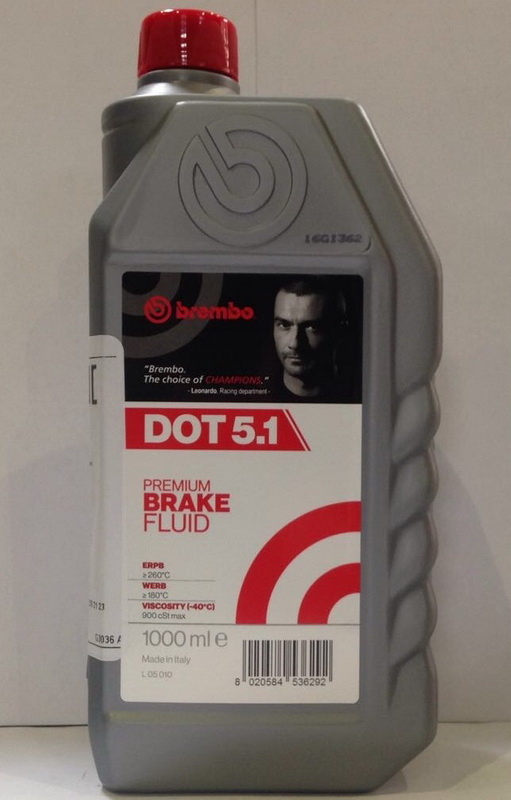 16G1362
brembo
“Brembo.
The choice of CHAMPIONS.”
- Leonardo, Racing department -
DOT 5.1
PREMIUM
BRAKE
FLUID
ERPB
≥ 260°C
WERB
≥ 180°C
VISCOSITY (-40°C)
900 cSt max
1000 ml e
Made in Italy
L 05 010
8 020584 536292